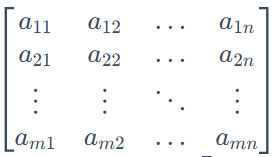 a₁₁ a₁₂ … a₁ₙ
a₂₁ a₂₂ … a₂ₙ
⋮ ⋮ ⋱ ⋮
aₘ₁ aₘ₂ … aₘₙ